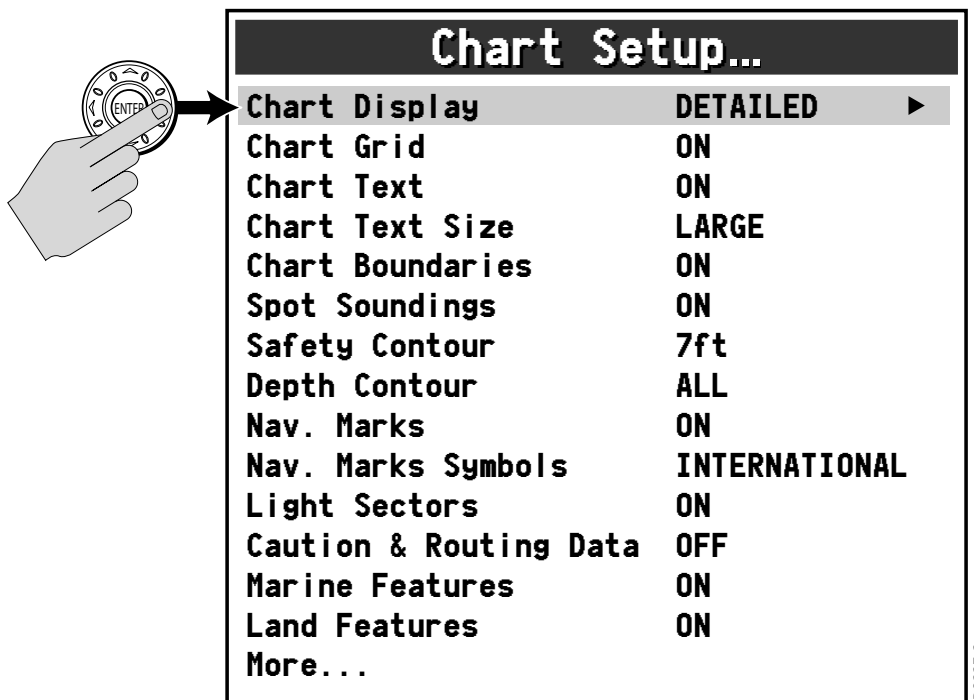 Chart Setup...
ENTER
Chart Display DETAILED
Chart Grid ON
Chart Text ON
Chart Text Size LARGE
Chart Boundaries ON
Spot Soundings ON
Safety Contour 7ft
Depth Contour ALL
Nav. Marks ON
Nav. Marks Symbols INTERNATIONAL
Light Sectors ON
Caution & Routing Data OFF
Marine Features ON
Land Features ON
More...